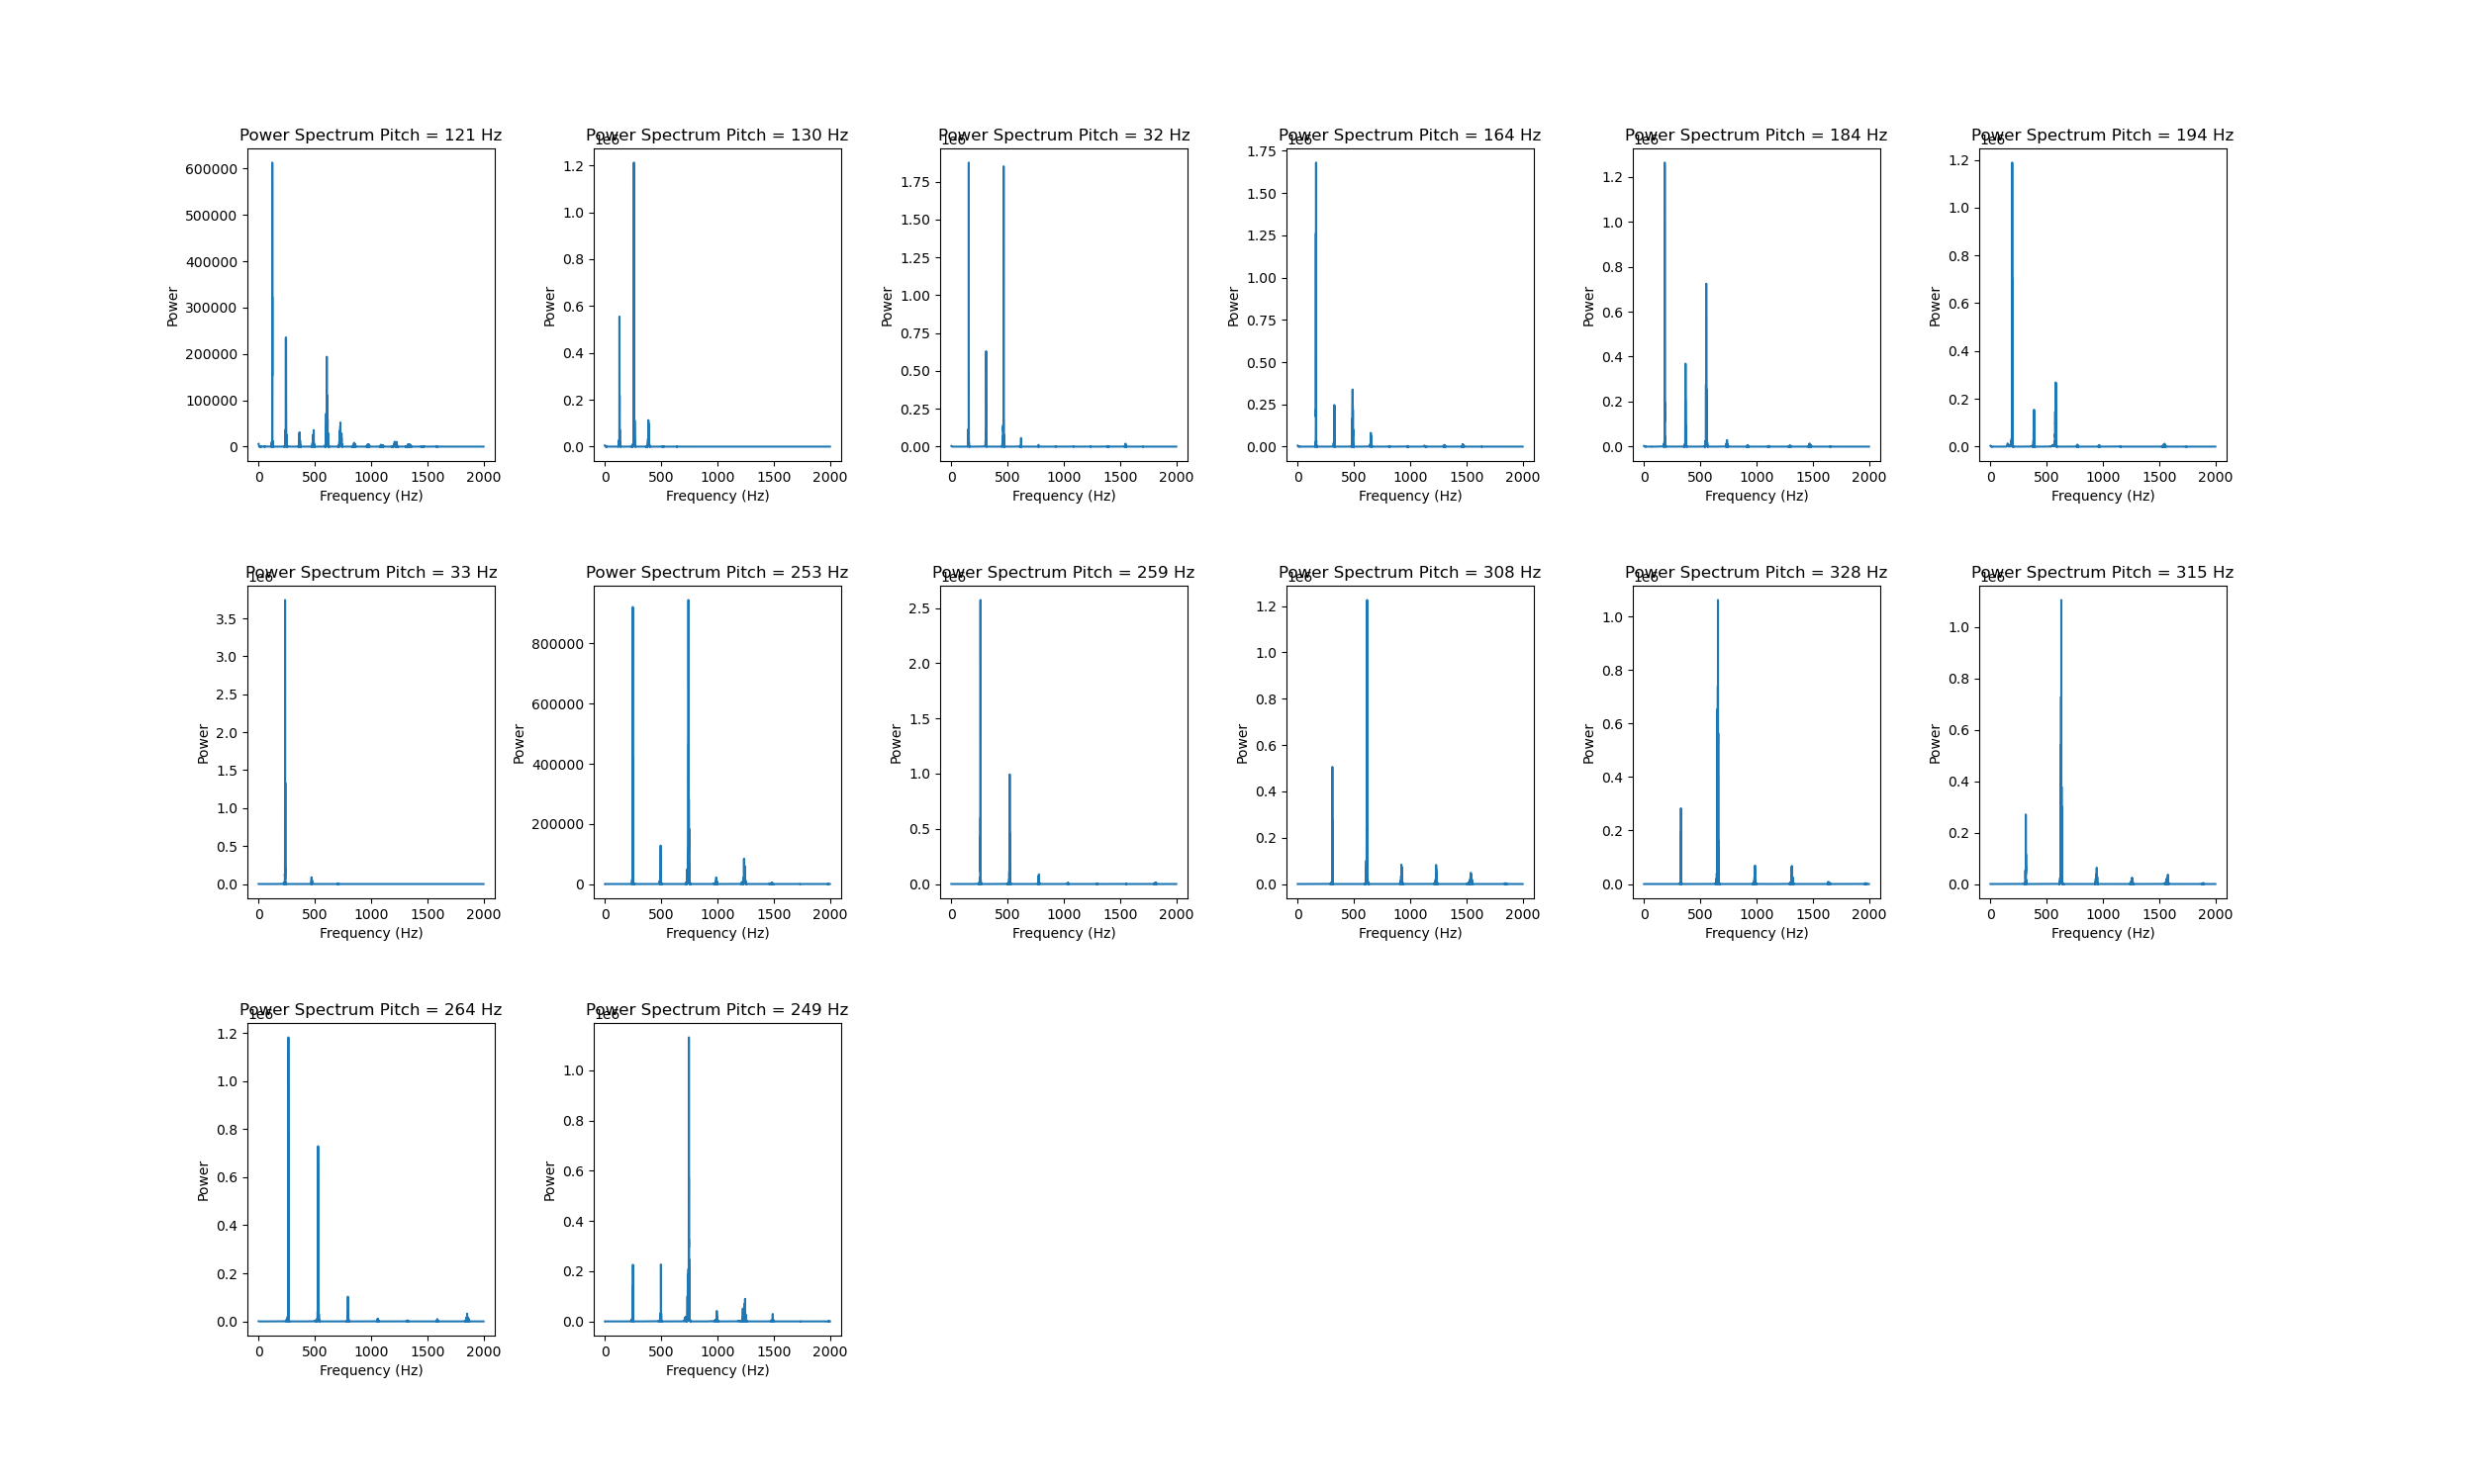 Power Spectrum Pitch = 121 Hz
Power
600000
500000
400000
300000
200000
100000
0
0 500 1000 1500 2000
Frequency (Hz)
Power Spectrum Pitch = 130 Hz
1e6
Power
1.2
1.0
0.8
0.6
0.4
0.2
0.0
0 500 1000 1500 2000
Frequency (Hz)
Power Spectrum Pitch = 32 Hz
1e6
Power
1.75
1.50
1.25
1.00
0.75
0.50
0.25
0.00
0 500 1000 1500 2000
Frequency (Hz)
Power Spectrum Pitch = 164 Hz
1e6
Power
1.75
1.50
1.25
1.00
0.75
0.50
0.25
0.00
0 500 1000 1500 2000
Frequency (Hz)
Power Spectrum Pitch = 184 Hz
1e6
Power
1.2
1.0
0.8
0.6
0.4
0.2
0.0
0 500 1000 1500 2000
Frequency (Hz)
Power Spectrum Pitch = 194 Hz
1e6
Power
1.2
1.0
0.8
0.6
0.4
0.2
0.0
0 500 1000 1500 2000
Frequency (Hz)
Power Spectrum Pitch = 33 Hz
1e6
Power
3.5
3.0
2.5
2.0
1.5
1.0
0.5
0.0
0 500 1000 1500 2000
Frequency (Hz)
Power Spectrum Pitch = 253 Hz
Power
800000
600000
400000
200000
0
0 500 1000 1500 2000
Frequency (Hz)
Power Spectrum Pitch = 259 Hz
1e6
Power
2.5
2.0
1.5
1.0
0.5
0.0
0 500 1000 1500 2000
Frequency (Hz)
Power Spectrum Pitch = 308 Hz
1e6
Power
1.2
1.0
0.8
0.6
0.4
0.2
0.0
0 500 1000 1500 2000
Frequency (Hz)
Power Spectrum Pitch = 328 Hz
1e6
Power
1.0
0.8
0.6
0.4
0.2
0.0
0 500 1000 1500 2000
Frequency (Hz)
Power Spectrum Pitch = 315 Hz
1e6
Power
1.0
0.8
0.6
0.4
0.2
0.0
0 500 1000 1500 2000
Frequency (Hz)
Power Spectrum Pitch = 264 Hz
1e6
Power
1.2
1.0
0.8
0.6
0.4
0.2
0.0
0 500 1000 1500 2000
Frequency (Hz)
Power Spectrum Pitch = 249 Hz
1e6
Power
1.0
0.8
0.6
0.4
0.2
0.0
0 500 1000 1500 2000
Frequency (Hz)